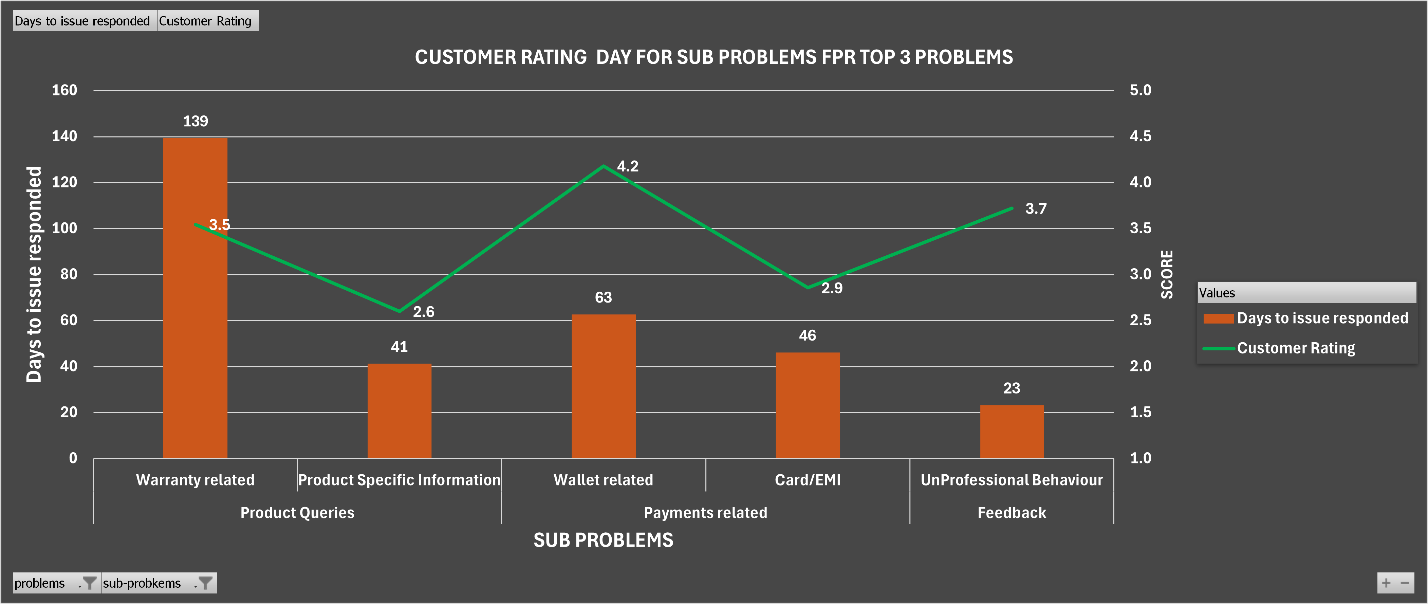 Days to issue responded Customer Rating
CUSTOMER RATING  DAY FOR SUB PROBLEMS FPR TOP 3 PROBLEMS
160 5.0
139
140 4.5
4.2
120 4.0
3.7
100 3.5 3.5
80 3.0
2.9
63
2.6
60 2.5
46
41
40 2.0
23
20 1.5
0 1.0
Days to issue responded
SCORE
Values
Days to issue responded
Customer Rating
Warranty related Product Specific Information Wallet related Card/EMI UnProfessional Behaviour
Product Queries Payments related Feedback
SUB PROBLEMS
problems sub-probkems
+ −